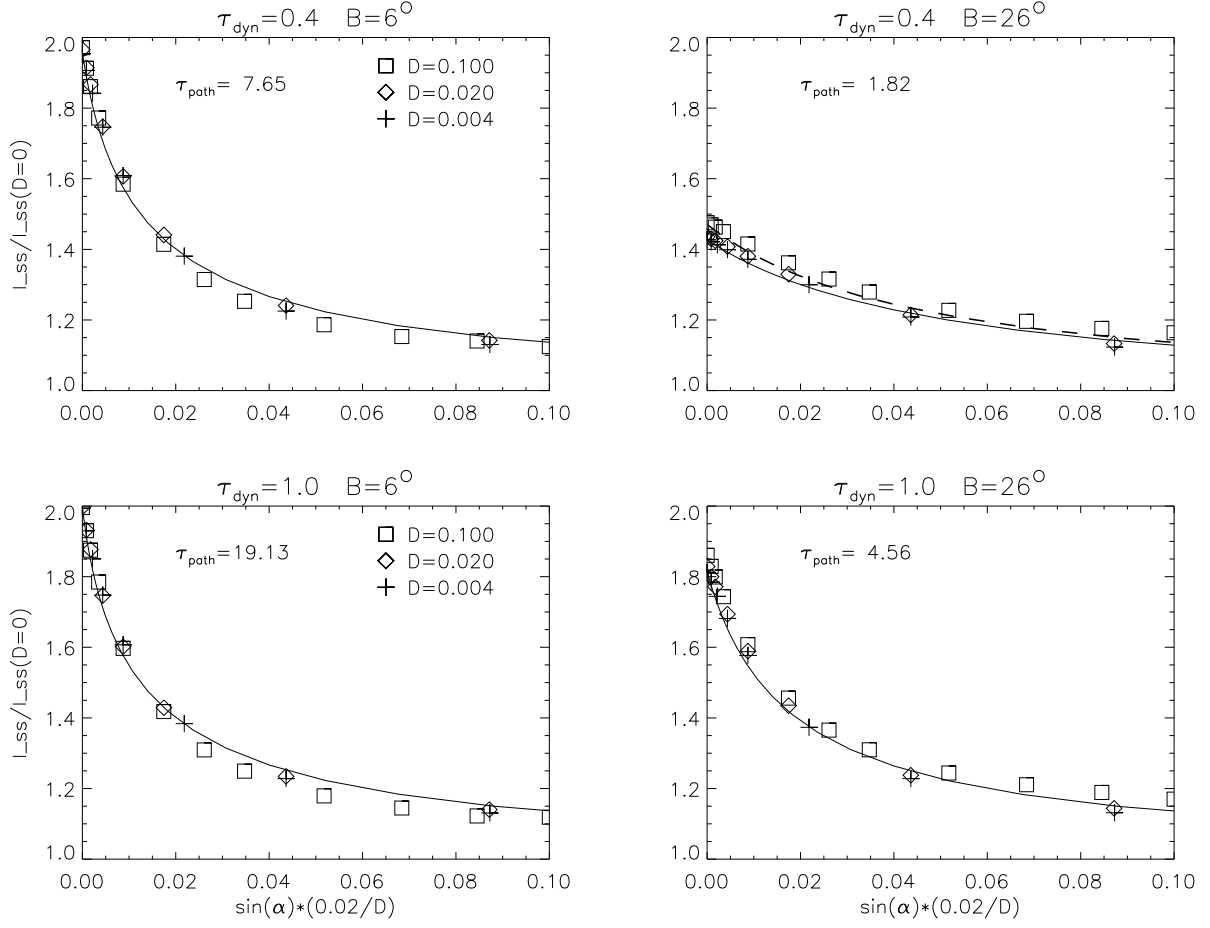 τdyn=0.4 B=6O
I_ss/I_ss(D=0)
2.0
1.8
1.6
1.4
1.2
1.0
τpath= 7.65
D=0.100
D=0.020
D=0.004
0.00 0.02 0.04 0.06 0.08 0.10
τdyn=0.4 B=26O
2.0
1.8
1.6
1.4
1.2
1.0
τpath= 1.82
0.00 0.02 0.04 0.06 0.08 0.10
τdyn=1.0 B=6O
I_ss/I_ss(D=0)
2.0
1.8
1.6
1.4
1.2
1.0
τpath=19.13
D=0.100
D=0.020
D=0.004
0.00 0.02 0.04 0.06 0.08 0.10
sin(α)*(0.02/D)
τdyn=1.0 B=26O
2.0
1.8
1.6
1.4
1.2
1.0
τpath= 4.56
0.00 0.02 0.04 0.06 0.08 0.10
sin(α)*(0.02/D)